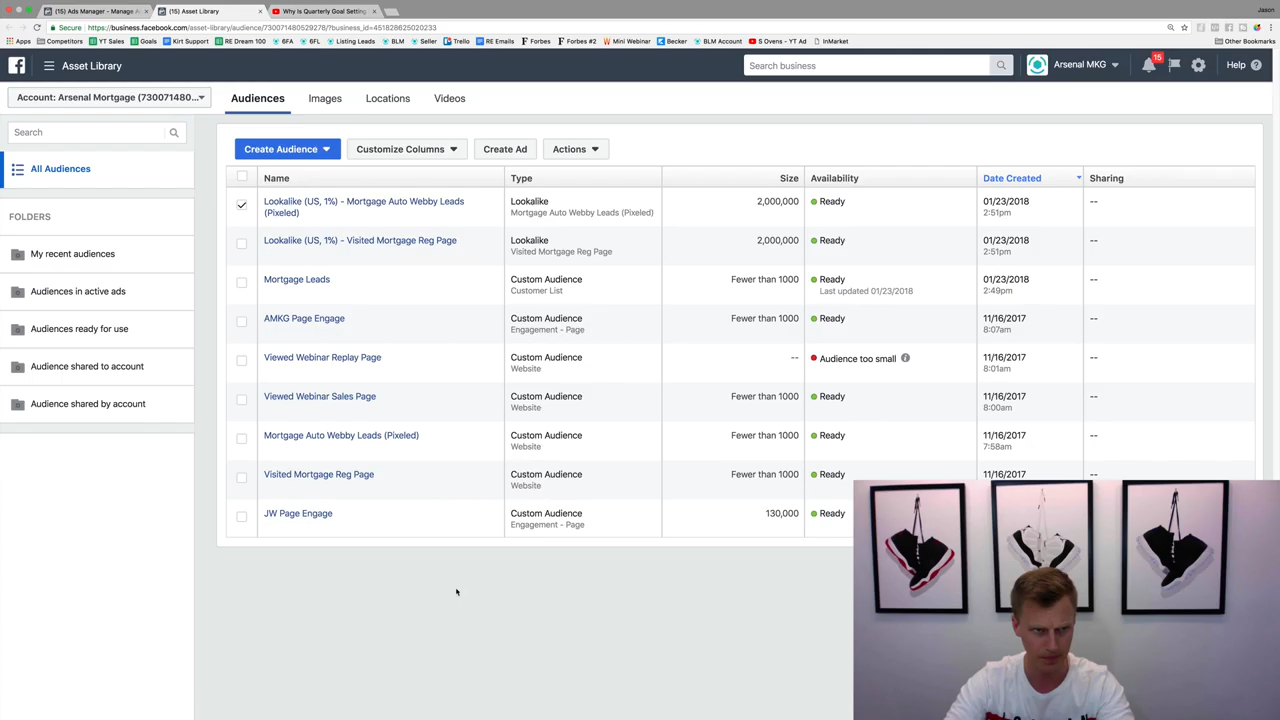 (15) Ads Manager - Manage A
(15) Asset Library
Why Is Quarterly Goal Setting
Jason
Secure
https://business.facebook.com/asset-library/audience/730071480529278/?business_id=451828625020233
Apps
Competitors
YT Sales
Goals
Kirt Support
RE Dream 100
6FA
6FL
Listing Leads
BLM
Seller
Trello
RE Emails
Forbes
Forbes #2
Mini Webinar
Becker
BLM Account
S Ovens - YT Ad
InMarket
Other Bookmarks
Asset Library
Search business
Arsenal MKG
15
Help
Account: Arsenal Mortgage (730071480...
Audiences
Images
Locations
Videos
Search
All Audiences
FOLDERS
My recent audiences
Audiences in active ads
Audiences ready for use
Audience shared to account
Audience shared by account
Create Audience
Customize Columns
Create Ad
Actions
Name
Type
Size
Availability
Date Created
Sharing
Lookalike (US, 1%) - Mortgage Auto Webby Leads
(Pixeled)
Lookalike
Mortgage Auto Webby Leads (Pixeled)
2,000,000
Ready
01/23/2018
2:51pm
--
Lookalike (US, 1%) - Visited Mortgage Reg Page
Lookalike
Visited Mortgage Reg Page
2,000,000
Ready
01/23/2018
2:51pm
--
Mortgage Leads
Custom Audience
Customer List
Fewer than 1000
Ready
Last updated 01/23/2018
01/23/2018
2:49pm
--
AMKG Page Engage
Custom Audience
Engagement - Page
Fewer than 1000
Ready
11/16/2017
8:07am
--
Viewed Webinar Replay Page
Custom Audience
Website
--
Audience too small
11/16/2017
8:01am
--
Viewed Webinar Sales Page
Custom Audience
Website
Fewer than 1000
Ready
11/16/2017
8:00am
--
Mortgage Auto Webby Leads (Pixeled)
Custom Audience
Website
Fewer than 1000
Ready
11/16/2017
7:58am
--
Visited Mortgage Reg Page
Custom Audience
Website
Fewer than 1000
Ready
11/16/2017
--
JW Page Engage
Custom Audience
Engagement - Page
130,000
Ready